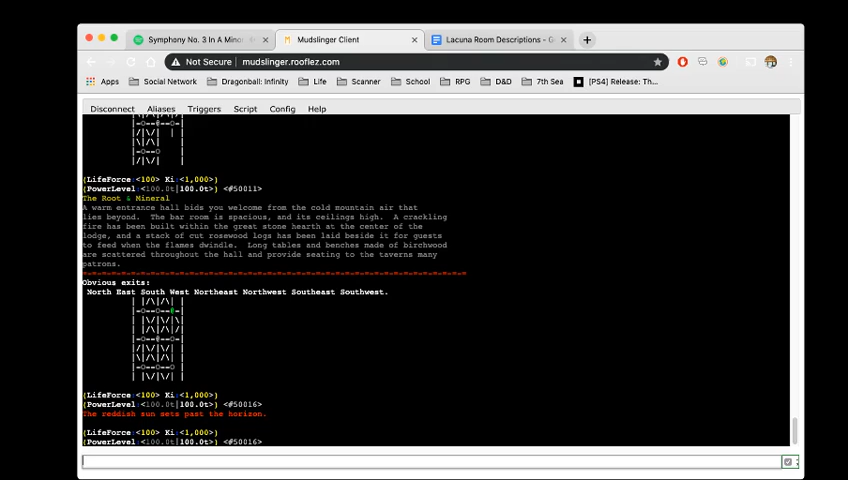 Symphony No. 3 In A Minor
Mudslinger Client
Lacuna Room Descriptions - G
Not Secure | mudslinger.rooflez.com
Apps Social Network Dragonball: Infinity Life Scanner School RPG D&D 7th Sea [PS4] Release: Th...
Disconnect Aliases Triggers Script Config Help
{LifeForce:<100> Ki:<1,000>}
{PowerLevel:<100.0t|100.0t>} <#50011>
The Root & Mineral
A warm entrance hall bids you welcome from the cold mountain air that
lies beyond. The bar room is spacious, and its ceilings high. A crackling
fire has been built within the great stone hearth at the center of the
lodge, and a stack of cut rosewood logs has been laid beside it for guests
to feed when the flames dwindle. Long tables and benches made of birchwood
are scattered throughout the hall and provide seating to the taverns many
patrons.
Obvious exits:
North East South West Northeast Northwest Southeast Southwest.
{LifeForce:<100> Ki:<1,000>}
{PowerLevel:<100.0t|100.0t>} <#50016>
The reddish sun sets past the horizon.
{LifeForce:<100> Ki:<1,000>}
{PowerLevel:<100.0t|100.0t>} <#50016>